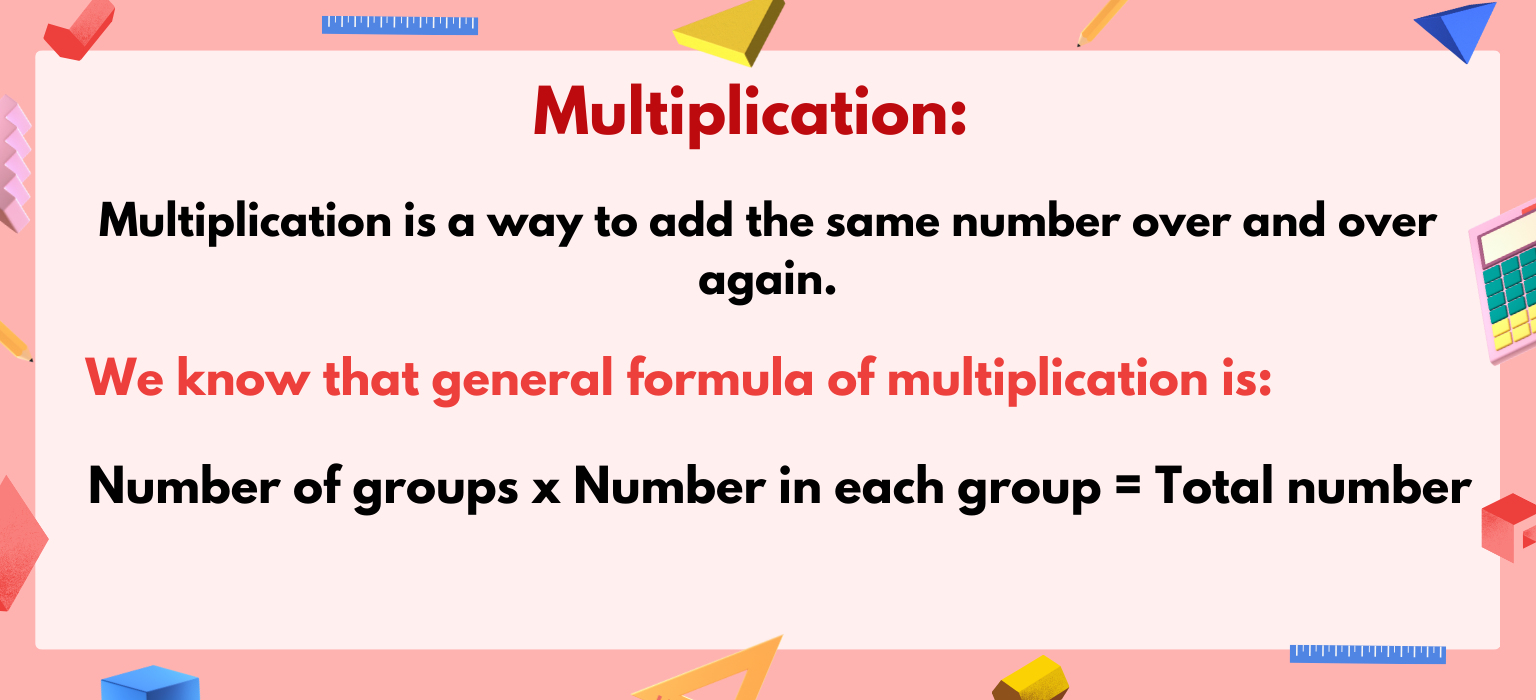 Multiplication:
Multiplication is a way to add the same number over and over
again.
We know that general formula of multiplication is:
Number of groups x Number in each group = Total number